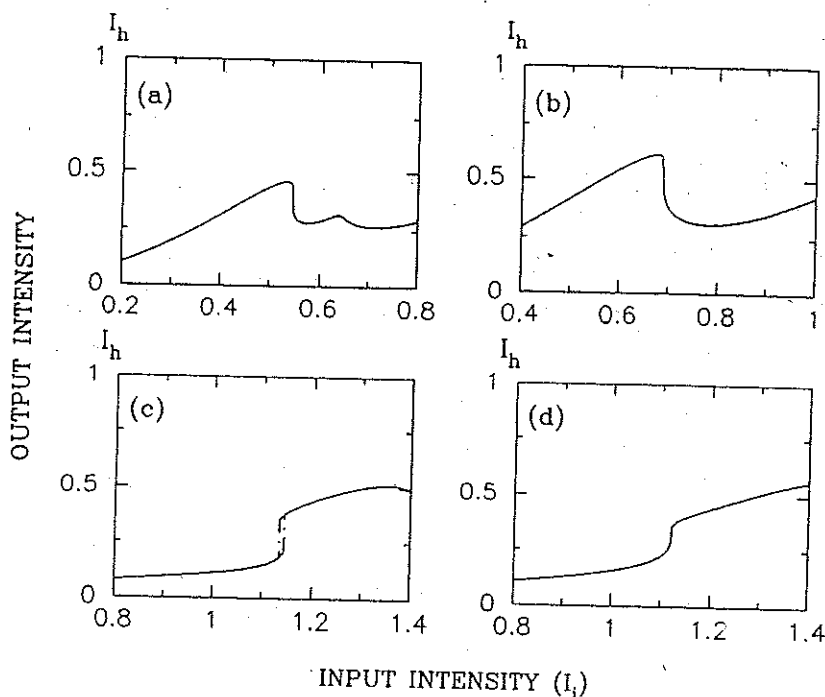 I_h
1
(a)
0.5
0
0.2 0.4 0.6 0.8
I_h
1
(b)
0.5
0
0.4 0.6 0.8 1
OUTPUT INTENSITY
I_h
1
(c)
0.5
0
0.8 1 1.2 1.4
I_h
1
(d)
0.5
0
0.8 1 1.2 1.4
INPUT INTENSITY (I_i)